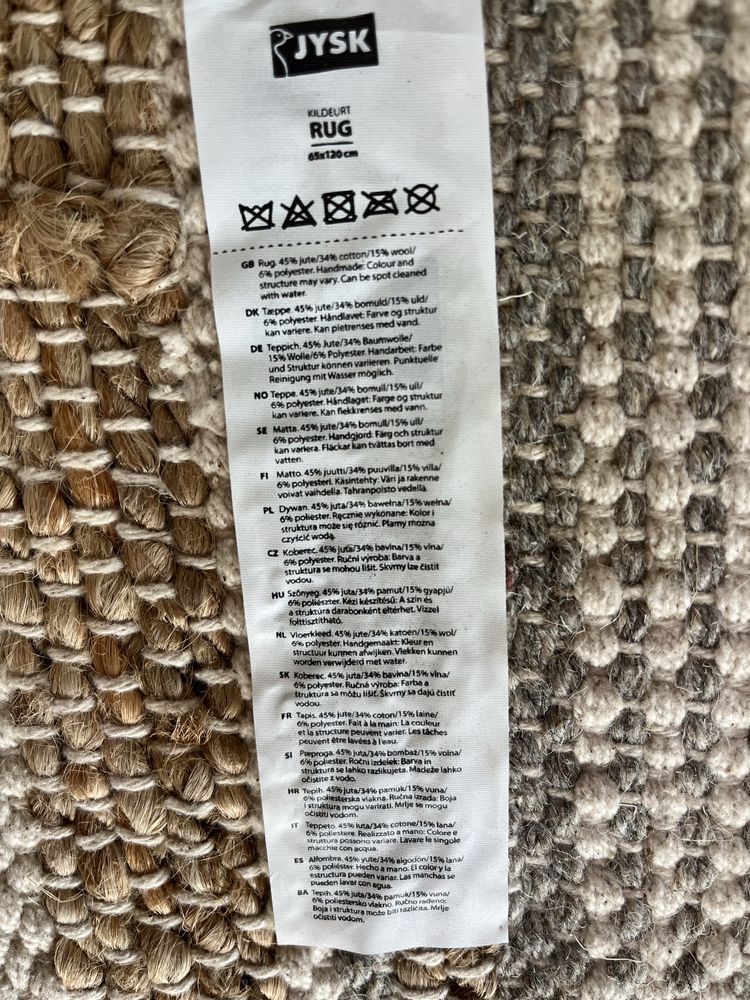 JYSK
KILDEURT
RUG
65x120 cm
GB Rug. 45% jute/34% cotton/15% wool/
6% polyester. Handmade: Colour and
structure may vary. Can be spot cleaned
with water.
DK Tæppe. 45% jute/34% bomuld/15% uld/
6% polyester. Håndlavet: Farve og struktur
kan variere. Kan pletrenses med vand.
DE Teppich. 45% Jute/34% Baumwolle/
15% Wolle/6% Polyester. Handarbeit: Farbe
und Struktur können variieren. Punktuelle
Reinigung mit Wasser möglich.
NO Teppe. 45% jute/34% bomull/15% ull/
6% polyester. Håndlaget: Farge og struktur
kan variere. Kan flekkrenses med vann.
SE Matta. 45% jute/34% bomull/15% ull/
6% polyester. Handgjord: Färg och struktur
kan variera. Fläckar kan tvättas bort med
vatten.
FI Matto. 45% juutti/34% puuvilla/15% villa/
6% polyesteri. Käsintehty: Väri ja rakenne
voivat vaihdella. Tahranpoisto vedellä.
PL Dywan. 45% juta/34% bawełna/15% wełna/
6% poliester. Ręcznie wykonane: Kolor i
struktura może się różnić. Plamy można
czyścić wodą.
CZ Koberec. 45% juta/34% bavlna/15% vlna/
6% polyester. Ruční výroba: Barva a
struktura se mohou lišit. Skvrny lze čistit
vodou.
HU Szőnyeg. 45% juta/34% pamut/15% gyapjú/
6% poliészter. Kézi készítésű: A szín és
a struktúra darabonként eltérhet. Vízzel
folttisztítható.
NL Vloerkleed. 45% jute/34% katoen/15% wol/
6% polyester. Handgemaakt: Kleur en
structuur kunnen afwijken. Vlekken kunnen
worden verwijderd met water.
SK Koberec. 45% juta/34% bavlna/15% vlna/
6% polyester. Ručná výroba: Farba a
štruktúra sa môžu líšiť. Škvrny sa dajú čistiť
vodou.
FR Tapis. 45% jute/34% coton/15% laine/
6% polyester. Fait à la main: La couleur
et la structure peuvent varier. Les tâches
peuvent être lavées à l'eau.
SI Preproga. 45% juta/34% bombaž/15% volna/
6% poliester. Ročni izdelek: Barva in
struktura se lahko razlikujeta. Madeže lahko
očistite z vodo.
HR Tepih. 45% juta/34% pamuk/15% vuna/
6% poliesterska vlakna. Ručna izrada: Boja
i struktura mogu varirati. Mrlje se mogu
očistiti vodom.
IT Teppeto. 45% iuta/34% cotone/15% lana/
6% poliestere. Realizzato a mano: Colore e
struttura possono variare. Lavare le singole
macchie con acqua.
ES Alfombra. 45% yute/34% algodón/15% lana/
6% poliéster. Hecho a mano: El color y la
estructura pueden variar. Las manchas se
pueden lavar con agua.
BA Tepih. 45% juta/34% pamuk/15% vuna/
6% poliestersko vlakno. Ručno rađeno:
Boja i struktura može biti različita. Mrlje
očistiti vodom.